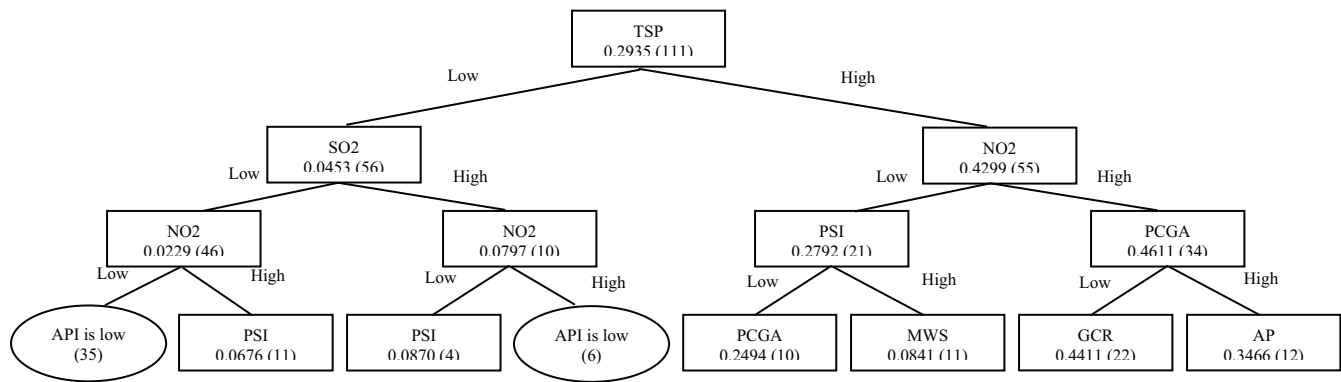 TSP
0.2935 (111)
Low
High
SO2
0.0453 (56)
NO2
0.4299 (55)
Low
High
Low
High
NO2
0.0229 (46)
NO2
0.0797 (10)
PSI
0.2792 (21)
PCGA
0.4611 (34)
Low
High
Low
High
Low
High
Low
High
API is low
(35)
PSI
0.0676 (11)
PSI
0.0870 (4)
API is low
(6)
PCGA
0.2494 (10)
MWS
0.0841 (11)
GCR
0.4411 (22)
AP
0.3466 (12)